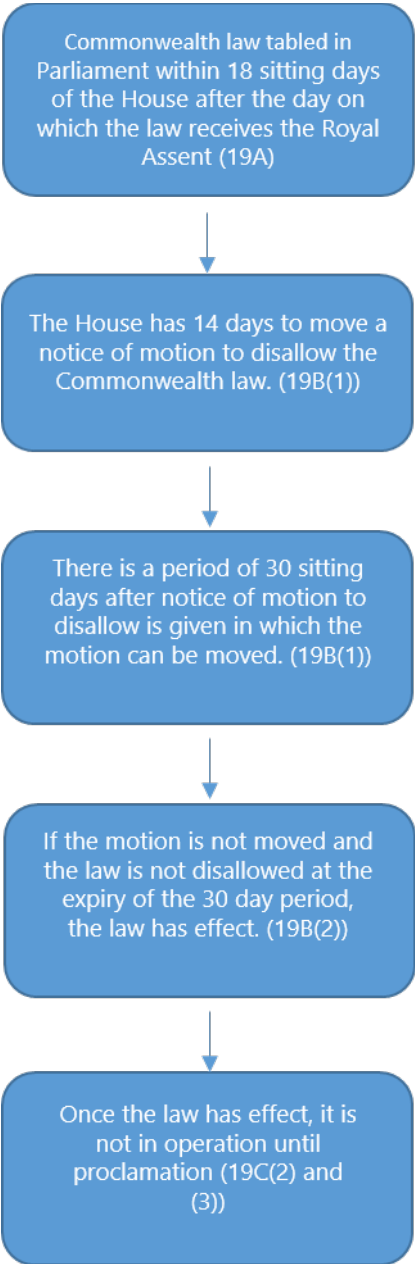 Commonwealth law tabled in
Parliament within 18 sitting days
of the House after the day on
which the law receives the Royal
Assent (19A)
The House has 14 days to move a
notice of motion to disallow the
Commonwealth law. (19B(1))
There is a period of 30 sitting
days after notice of motion to
disallow is given in which the
motion can be moved. (19B(1))
If the motion is not moved and
the law is not disallowed at the
expiry of the 30 day period,
the law has effect. (19B(2))
Once the law has effect, it is
not in operation until
proclamation (19C(2) and
(3))